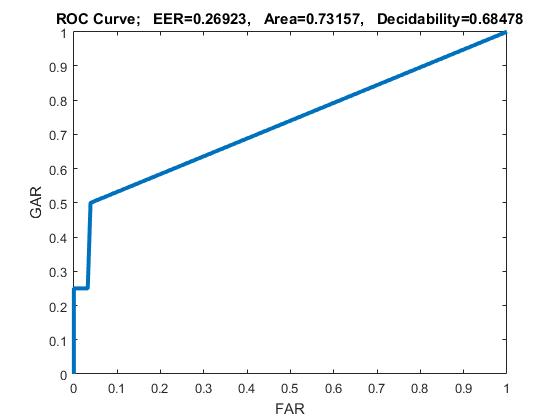 ROC Curve;   EER=0.26923,   Area=0.73157,   Decidability=0.68478
1
0.9
0.8
0.7
0.6
0.5
0.4
0.3
0.2
0.1
0
GAR
0 0.1 0.2 0.3 0.4 0.5 0.6 0.7 0.8 0.9 1
FAR